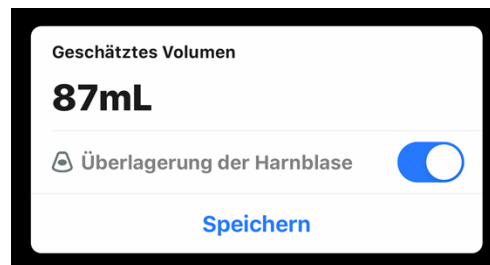 Geschätztes Volumen
87mL
Überlagerung der Harnblase
Speichern